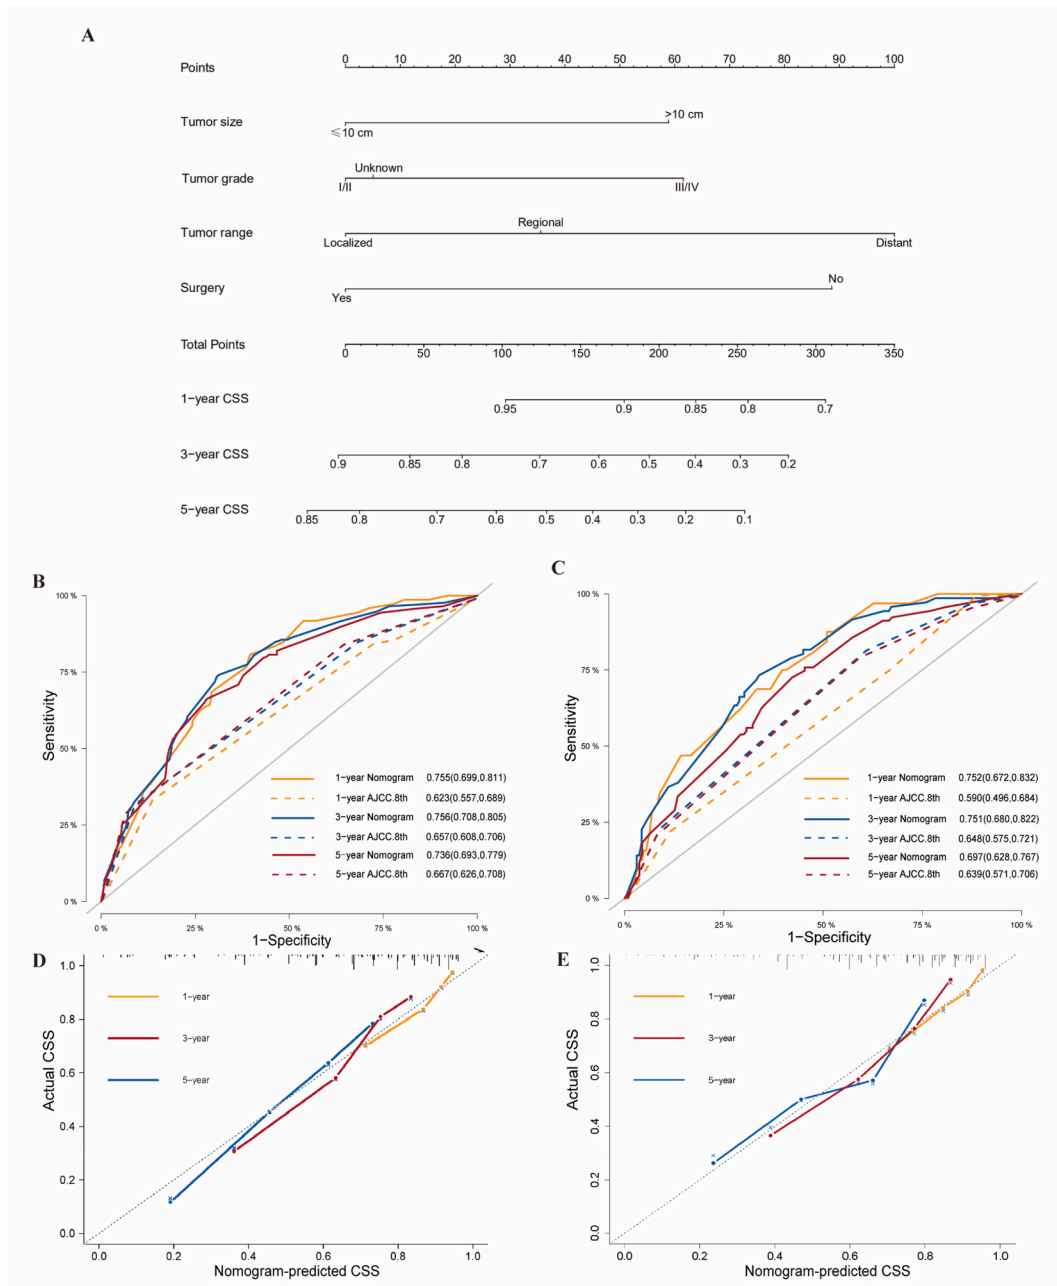 A
Points
0 10 20 30 40 50 60 70 80 90 100
Tumor size
>10 cm
≤10 cm
Unknown
Tumor grade
I/II III/IV
Regional
Tumor range
Localized Distant
No
Surgery
Yes
Total Points
0 50 100 150 200 250 300 350
1-year CSS
0.95 0.9 0.85 0.8 0.7
3-year CSS
0.9 0.85 0.8 0.7 0.6 0.5 0.4 0.3 0.2
5-year CSS
0.85 0.8 0.7 0.6 0.5 0.4 0.3 0.2 0.1
B
100 %
75 %
50 %
25 %
0 %
Sensitivity
1-year Nomogram 0.755(0.699,0.811)
1-year AJCC.8th 0.623(0.557,0.689)
3-year Nomogram 0.756(0.708,0.805)
3-year AJCC.8th 0.657(0.608,0.706)
5-year Nomogram 0.736(0.693,0.779)
5-year AJCC.8th 0.667(0.626,0.708)
0 % 25 % 50 % 75 % 100 %
1-Specificity
C
100 %
75 %
50 %
25 %
0 %
Sensitivity
1-year Nomogram 0.752(0.672,0.832)
1-year AJCC.8th 0.590(0.496,0.684)
3-year Nomogram 0.751(0.680,0.822)
3-year AJCC.8th 0.648(0.575,0.721)
5-year Nomogram 0.697(0.628,0.767)
5-year AJCC.8th 0.639(0.571,0.706)
0 % 25 % 50 % 75 % 100 %
1-Specificity
D
1.0
0.8
0.6
0.4
0.2
0.0
Actual CSS
1-year
3-year
5-year
0.0 0.2 0.4 0.6 0.8 1.0
Nomogram-predicted CSS
E
1.0
0.8
0.6
0.4
0.2
0.0
Actual CSS
1-year
3-year
5-year
0.0 0.2 0.4 0.6 0.8 1.0
Nomogram-predicted CSS